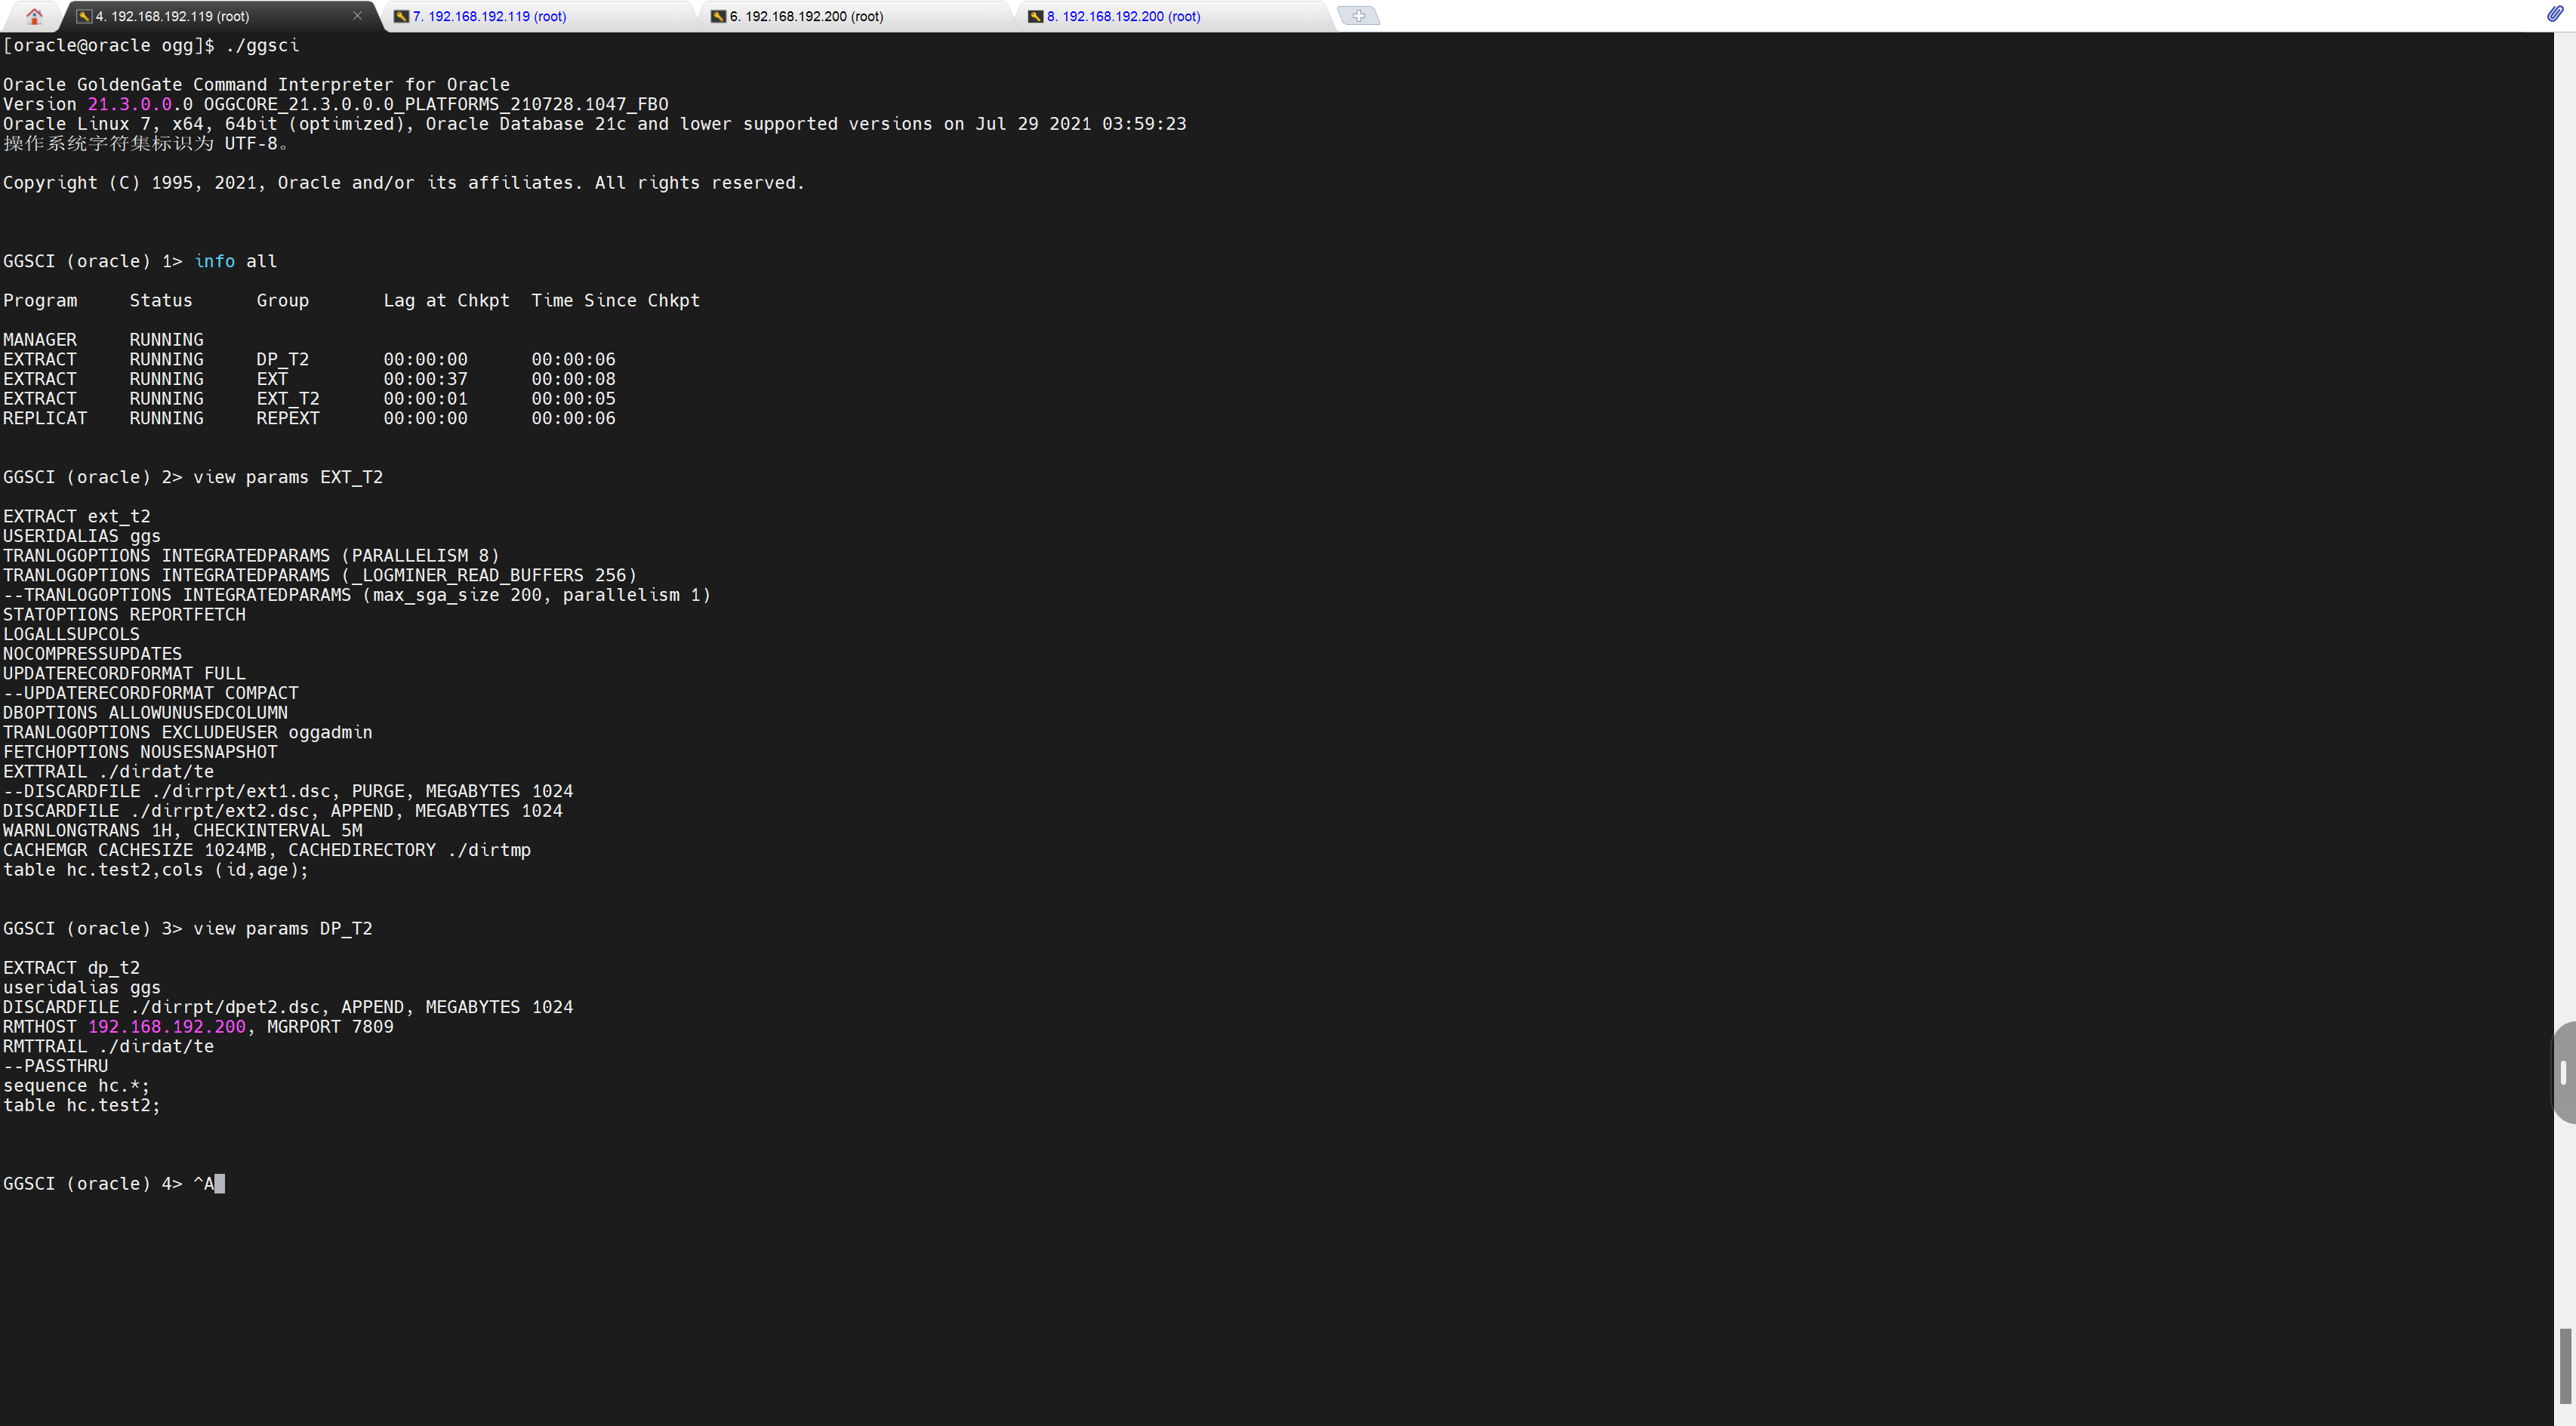 4. 192.168.192.119 (root)
7. 192.168.192.119 (root)
6. 192.168.192.200 (root)
8. 192.168.192.200 (root)
[oracle@oracle ogg]$ ./ggsci
Oracle GoldenGate Command Interpreter for Oracle
Version 21.3.0.0.0 OGGCORE_21.3.0.0.0_PLATFORMS_210728.1047_FBO
Oracle Linux 7, x64, 64bit (optimized), Oracle Database 21c and lower supported versions on Jul 29 2021 03:59:23
操作系统字符集标识为 UTF-8。
Copyright (C) 1995, 2021, Oracle and/or its affiliates. All rights reserved.
GGSCI (oracle) 1> info all
Program     Status      Group       Lag at Chkpt  Time Since Chkpt
MANAGER     RUNNING
EXTRACT     RUNNING     DP_T2       00:00:00      00:00:06
EXTRACT     RUNNING     EXT         00:00:37      00:00:08
EXTRACT     RUNNING     EXT_T2      00:00:01      00:00:05
REPLICAT    RUNNING     REPEXT      00:00:00      00:00:06
GGSCI (oracle) 2> view params EXT_T2
EXTRACT ext_t2
USERIDALIAS ggs
TRANLOGOPTIONS INTEGRATEDPARAMS (PARALLELISM 8)
TRANLOGOPTIONS INTEGRATEDPARAMS (_LOGMINER_READ_BUFFERS 256)
--TRANLOGOPTIONS INTEGRATEDPARAMS (max_sga_size 200, parallelism 1)
STATOPTIONS REPORTFETCH
LOGALLSUPCOLS
NOCOMPRESSUPDATES
UPDATERECORDFORMAT FULL
--UPDATERECORDFORMAT COMPACT
DBOPTIONS ALLOWUNUSEDCOLUMN
TRANLOGOPTIONS EXCLUDEUSER oggadmin
FETCHOPTIONS NOUSESNAPSHOT
EXTTRAIL ./dirdat/te
--DISCARDFILE ./dirrpt/ext1.dsc, PURGE, MEGABYTES 1024
DISCARDFILE ./dirrpt/ext2.dsc, APPEND, MEGABYTES 1024
WARNLONGTRANS 1H, CHECKINTERVAL 5M
CACHEMGR CACHESIZE 1024MB, CACHEDIRECTORY ./dirtmp
table hc.test2,cols (id,age);
GGSCI (oracle) 3> view params DP_T2
EXTRACT dp_t2
useridalias ggs
DISCARDFILE ./dirrpt/dpet2.dsc, APPEND, MEGABYTES 1024
RMTHOST 192.168.192.200, MGRPORT 7809
RMTTRAIL ./dirdat/te
--PASSTHRU
sequence hc.*;
table hc.test2;
GGSCI (oracle) 4> ^A